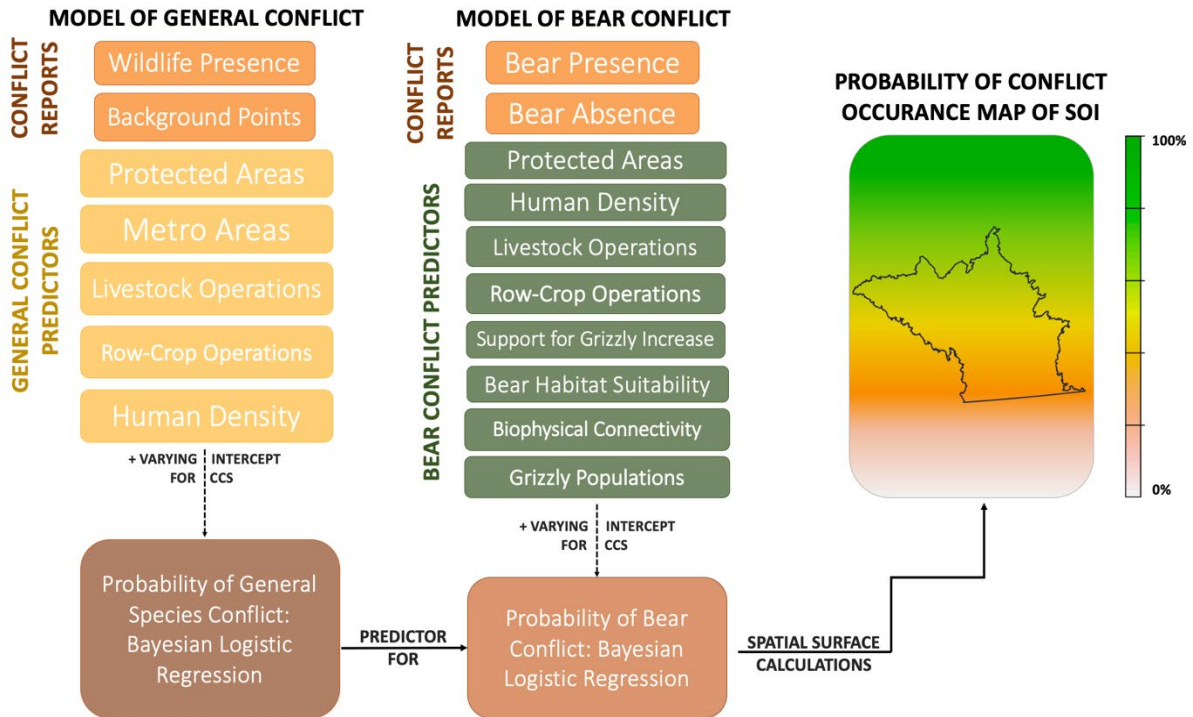 MODEL OF GENERAL CONFLICT
CONFLICT
REPORTS
Wildlife Presence
Background Points
GENERAL CONFLICT
PREDICTORS
Protected Areas
Metro Areas
Livestock Operations
Row-Crop Operations
Human Density
+ VARYING INTERCEPT
FOR CCS
Probability of General
Species Conflict:
Bayesian Logistic
Regression
PREDICTOR
FOR
MODEL OF BEAR CONFLICT
CONFLICT
REPORTS
Bear Presence
Bear Absence
BEAR CONFLICT PREDICTORS
Protected Areas
Human Density
Livestock Operations
Row-Crop Operations
Support for Grizzly Increase
Bear Habitat Suitability
Biophysical Connectivity
Grizzly Populations
+ VARYING INTERCEPT
FOR CCS
Probability of Bear
Conflict: Bayesian
Logistic Regression
SPATIAL SURFACE
CALCULATIONS
PROBABILITY OF CONFLICT
OCCURANCE MAP OF SOI
100%
0%